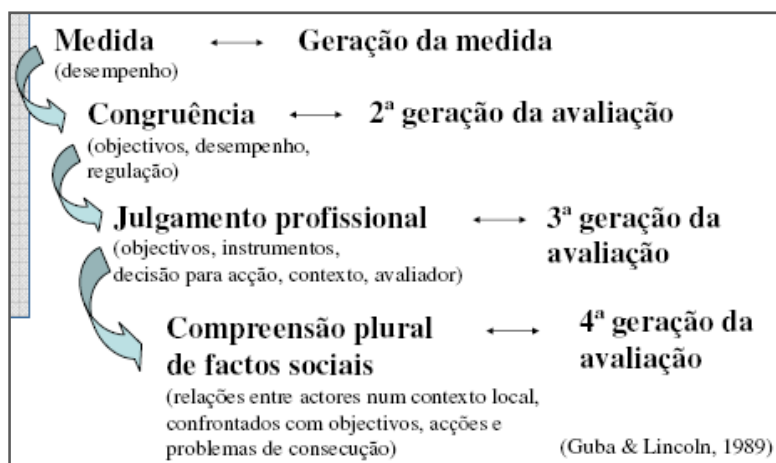 Medida ←→ Geração da medida
(desempenho)
Congruência ←→ 2ª geração da avaliação
(objectivos, desempenho,
regulação)
Julgamento profissional ←→ 3ª geração da
avaliação
(objectivos, instrumentos,
decisão para acção, contexto, avaliador)
Compreensão plural ←→ 4ª geração da
de factos sociais avaliação
(relações entre actores num contexto local,
confrontados com objectivos, acções e
problemas de consecução) (Guba & Lincoln, 1989)